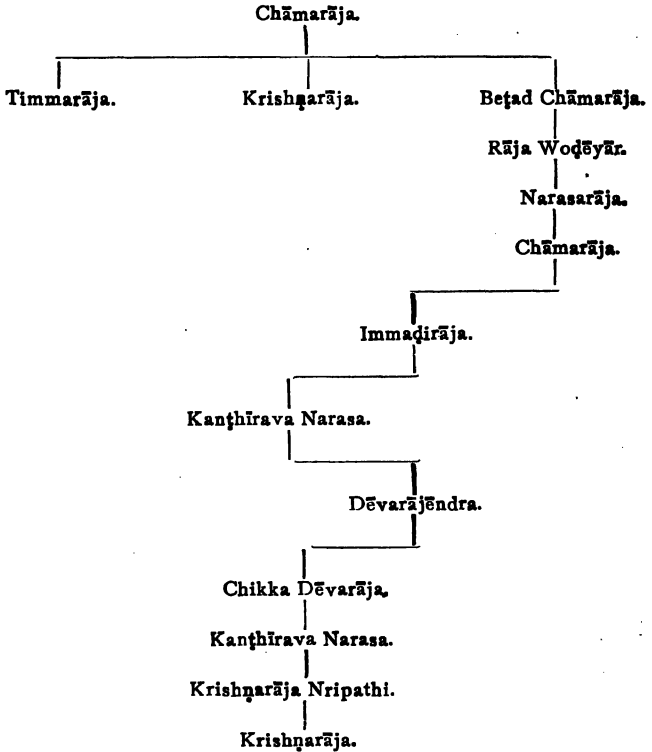 Chāmarāja.
Timmarāja. Krishṇarāja. Beṭad Chāmarāja.
Rāja Woḍēyār.
Narasarāja.
Chāmarāja.
Immaḍirāja.
Kanṭhīrava Narasa.
Dēvarājēndra.
Chikka Dēvarāja.
Kanṭhīrava Narasa.
Krishṇarāja Nripathi.
Krishṇarāja.